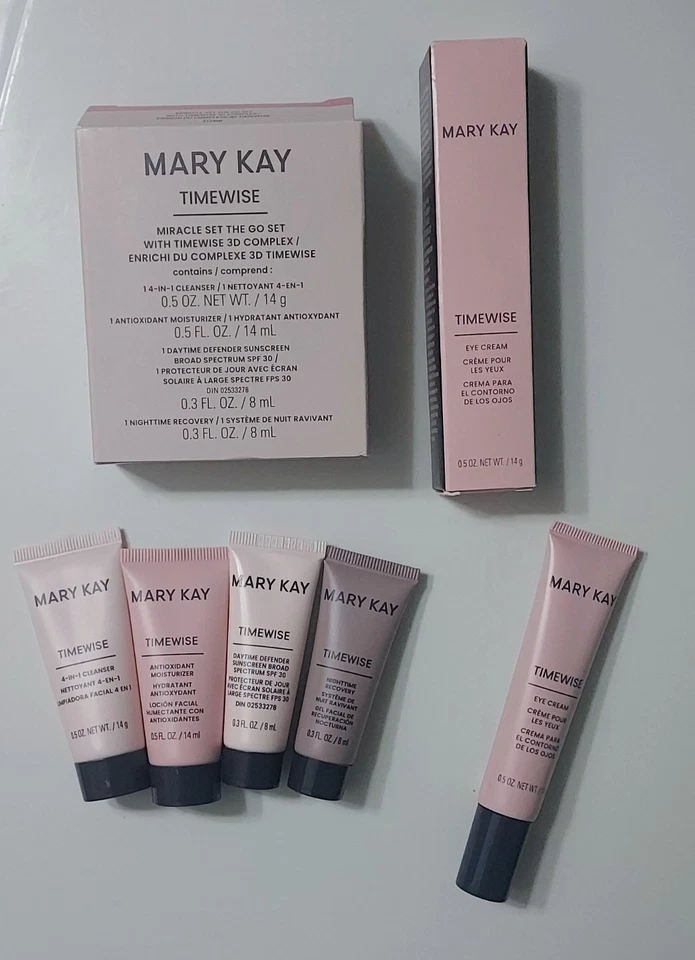 MARY KAY
TIMEWISE
MIRACLE SET THE GO SET
WITH TIMEWISE 3D COMPLEX /
ENRICHI DU COMPLEXE 3D TIMEWISE
contains / comprend :
1 4-IN-1 CLEANSER / 1 NETTOYANT 4-EN-1
0.5 OZ. NET WT. / 14 g
1 ANTIOXIDANT MOISTURIZER / 1 HYDRATANT ANTIOXYDANT
0.5 FL. OZ. / 14 mL
1 DAYTIME DEFENDER SUNSCREEN
BROAD SPECTRUM SPF 30 /
1 PROTECTEUR DE JOUR AVEC ÉCRAN
SOLAIRE À LARGE SPECTRE FPS 30
DIN 02533278
0.3 FL. OZ. / 8 mL
1 NIGHTTIME RECOVERY / 1 SYSTÈME DE NUIT RAVIVANT
0.3 FL. OZ. / 8 mL
MARY KAY
TIMEWISE
EYE CREAM
CRÈME POUR
LES YEUX
CREMA PARA
EL CONTORNO
DE LOS OJOS
0.5 OZ. NET WT. / 14 g
MARY KAY
TIMEWISE
4-IN-1 CLEANSER
NETTOYANT 4-EN-1
LIMPIADORA FACIAL 4 EN 1
0.5 OZ. NET WT. / 14 g
MARY KAY
TIMEWISE
ANTIOXIDANT
MOISTURIZER
HYDRATANT
ANTIOXYDANT
LOCIÓN FACIAL
HUMECTANTE CON
ANTIOXIDANTES
0.5 FL. OZ. / 14 ml
MARY KAY
TIMEWISE
DAYTIME DEFENDER
SUNSCREEN BROAD
SPECTRUM SPF 30
PROTECTEUR DE JOUR
AVEC ÉCRAN SOLAIRE À
LARGE SPECTRE FPS 30
DIN 02533278
0.3 FL. OZ. / 8 mL
MARY KAY
TIMEWISE
NIGHTTIME
RECOVERY
SYSTÈME DE
NUIT RAVIVANT
GEL FACIAL DE
RECUPERACIÓN
NOCTURNA
0.3 FL. OZ. / 8 ml
MARY KAY
TIMEWISE
EYE CREAM
CRÈME POUR
LES YEUX
CREMA PARA
EL CONTORNO
DE LOS OJOS
0.5 OZ. NET WT.